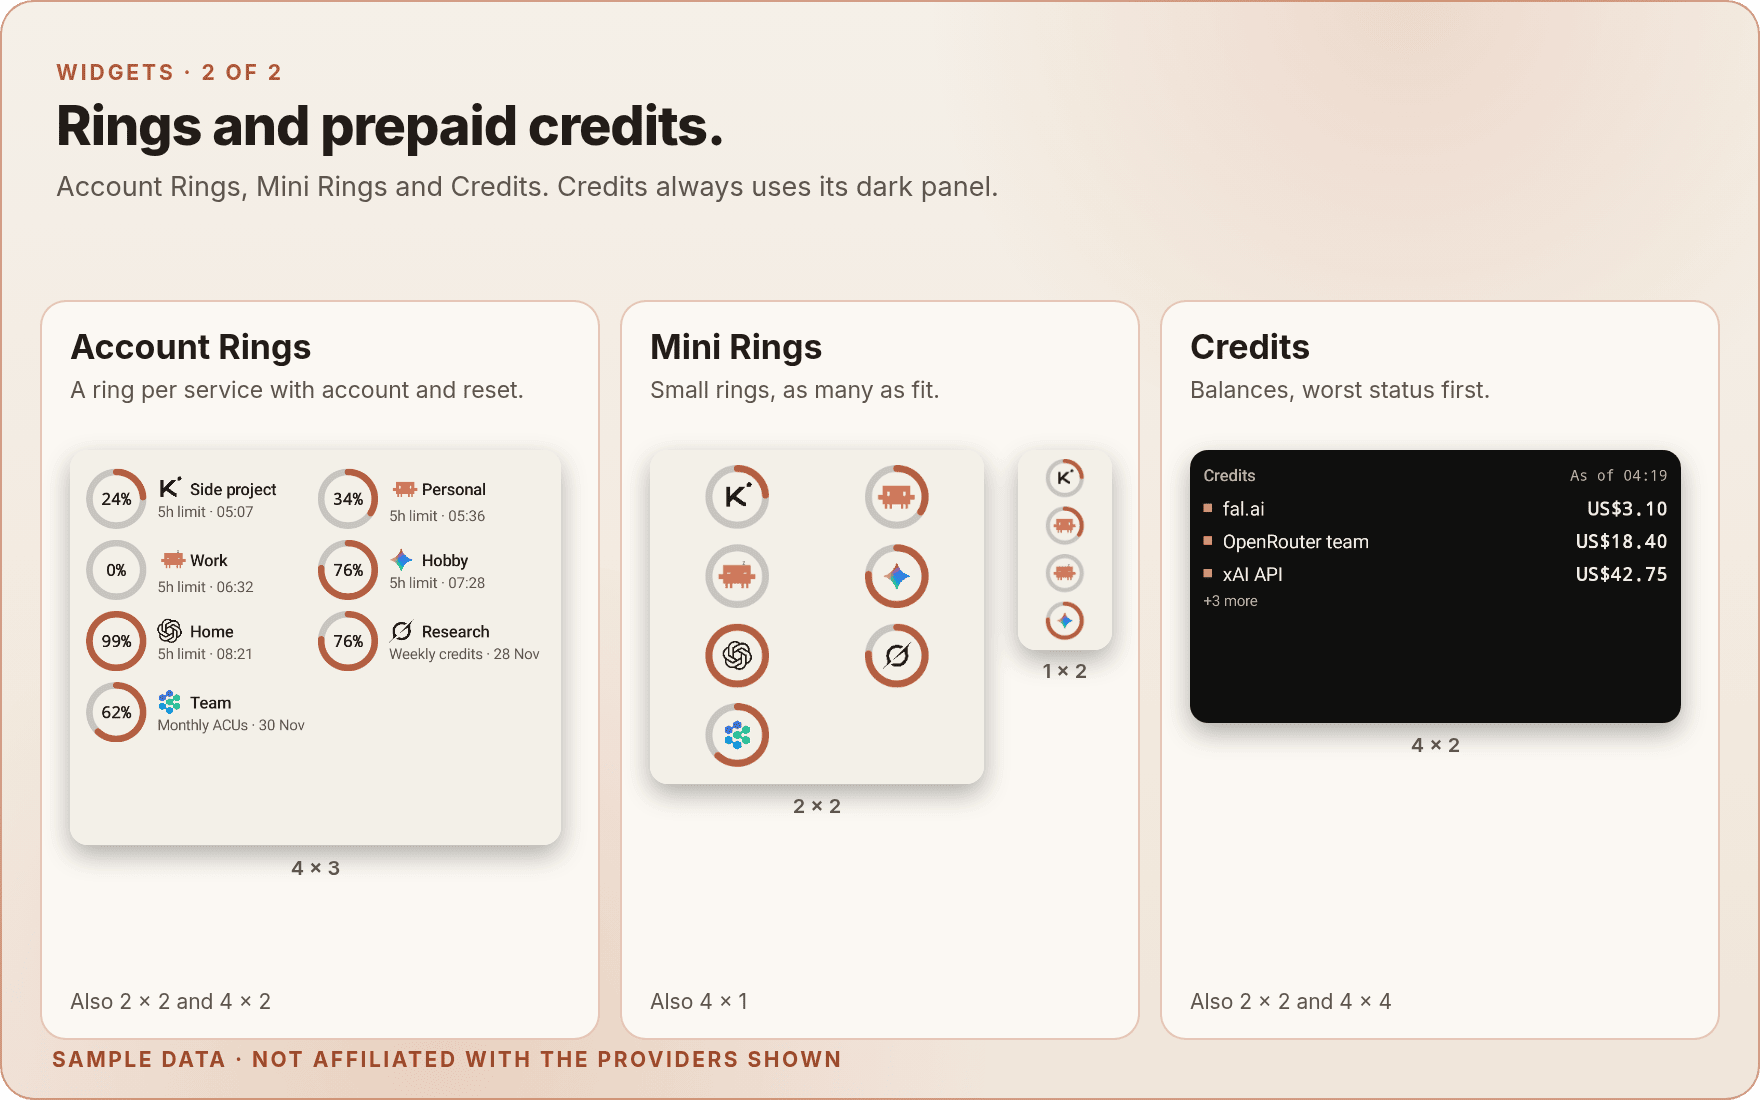 WIDGETS · 2 OF 2
Rings and prepaid credits.
Account Rings, Mini Rings and Credits. Credits always uses its dark panel.
Account Rings
A ring per service with account and reset.
24%
Side project
5h limit · 05:07
34%
Personal
5h limit · 05:36
0%
Work
5h limit · 06:32
76%
Hobby
5h limit · 07:28
99%
Home
5h limit · 08:21
76%
Research
Weekly credits · 28 Nov
62%
Team
Monthly ACUs · 30 Nov
4 × 3
Also 2 × 2 and 4 × 2
Mini Rings
Small rings, as many as fit.
2 × 2
1 × 2
Also 4 × 1
Credits
Balances, worst status first.
Credits As of 04:19
fal.ai US$3.10
OpenRouter team US$18.40
xAI API US$42.75
+3 more
4 × 2
Also 2 × 2 and 4 × 4
SAMPLE DATA · NOT AFFILIATED WITH THE PROVIDERS SHOWN